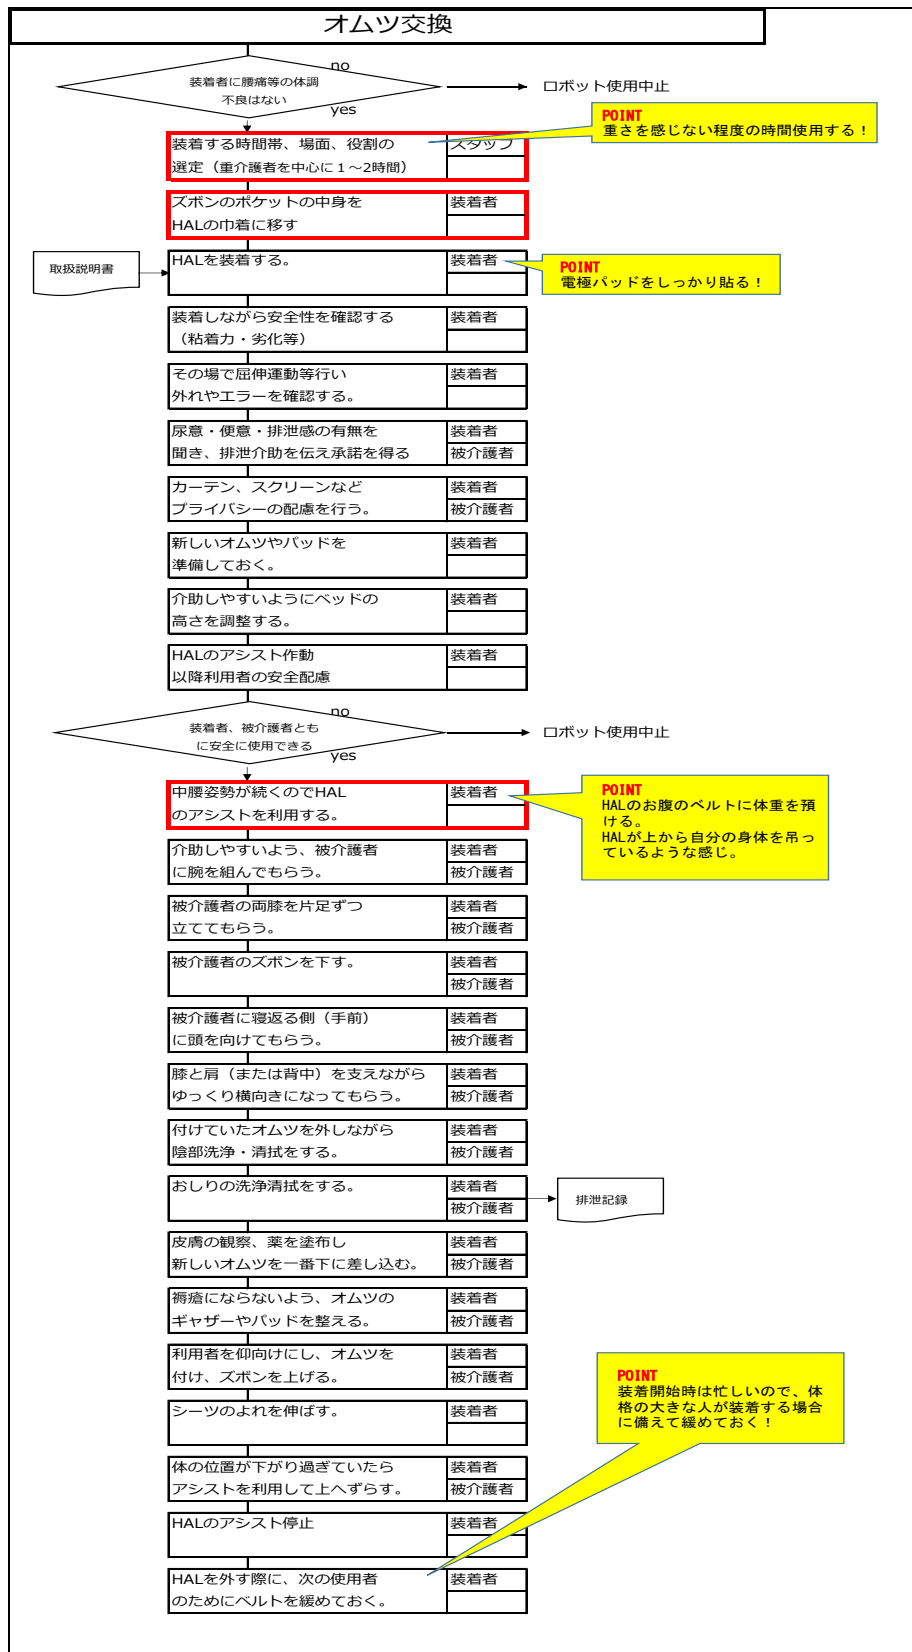 オムツ交換
no
装着者に腰痛等の体調
不良はない
ロボット使用中止
yes
POINT
重さを感じない程度の時間使用する！
装着する時間帯、場面、役割の
スタッフ
選定（重介護者を中心に１～2時間）
ズボンのポケットの中身を
装着者
HALの巾着に移す
取扱説明書
HALを装着する。
装着者
POINT
電極パッドをしっかり貼る！
装着しながら安全性を確認する
装着者
（粘着力・劣化等）
その場で屈伸運動等行い
装着者
外れやエラーを確認する。
尿意・便意・排泄感の有無を
装着者
聞き、排泄介助を伝え承諾を得る
被介護者
カーテン、スクリーンなど
装着者
プライバシーの配慮を行う。
被介護者
新しいオムツやパッドを
装着者
準備しておく。
介助しやすいようにベッドの
装着者
高さを調整する。
HALのアシスト作動
装着者
以降利用者の安全配慮
no
装着者、被介護者とも
に安全に使用できる
ロボット使用中止
yes
中腰姿勢が続くのでHAL
装着者
のアシストを利用する。
POINT
HALのお腹のベルトに体重を預
ける。
HALが上から自分の身体を吊っ
ているような感じ。
介助しやすいよう、被介護者
装着者
に腕を組んでもらう。
被介護者
被介護者の両膝を片足ずつ
装着者
立ててもらう。
被介護者
被介護者のズボンを下す。
装着者
被介護者
被介護者に寝返る側（手前）
装着者
に頭を向けてもらう。
被介護者
膝と肩（または背中）を支えながら
装着者
ゆっくり横向きになってもらう。
被介護者
付けていたオムツを外しながら
装着者
陰部洗浄・清拭をする。
被介護者
おしりの洗浄清拭をする。
装着者
被介護者
排泄記録
皮膚の観察、薬を塗布し
装着者
新しいオムツを一番下に差し込む。
被介護者
褥瘡にならないよう、オムツの
装着者
ギャザーやパッドを整える。
被介護者
利用者を仰向けにし、オムツを
装着者
付け、ズボンを上げる。
被介護者
POINT
装着開始時は忙しいので、体
格の大きな人が装着する場合
に備えて緩めておく！
シーツのよれを伸ばす。
装着者
体の位置が下がり過ぎていたら
装着者
アシストを利用して上へずらす。
被介護者
HALのアシスト停止
装着者
HALを外す際に、次の使用者
装着者
のためにベルトを緩めておく。